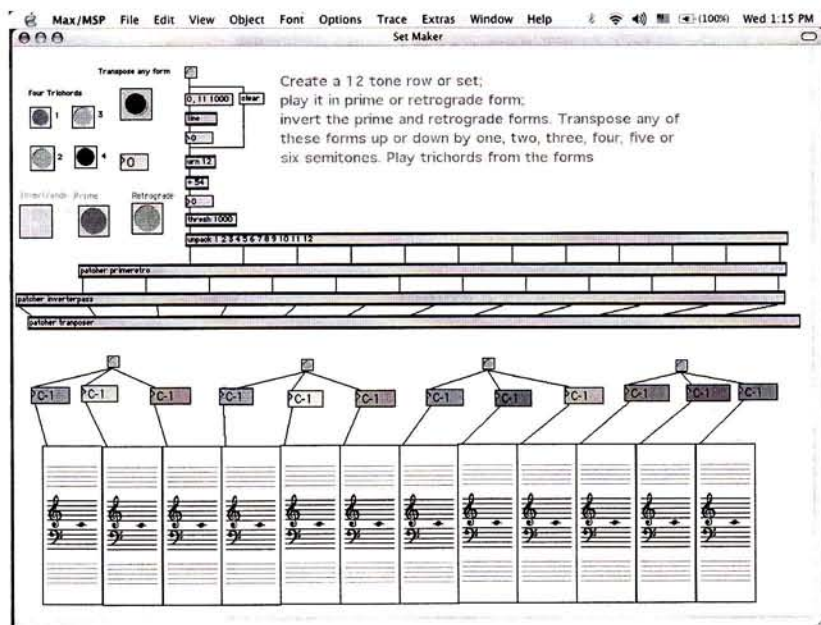 Max/MSP File Edit View Object Font Options Trace Extras Window Help (100%) Wed 1:15 PM
Set Maker
Transpose any form
Four Trichords
1
3
2
4
0
Prime
Retrograde
0, 11 1000
clear
line
0
urn 12
+ 54
0
thresh 1000
unpack 1 2 3 4 5 6 7 8 9 10 11 12
Create a 12 tone row or set;
play it in prime or retrograde form;
invert the prime and retrograde forms. Transpose any of
these forms up or down by one, two, three, four, five or
six semitones. Play trichords from the forms
patcher primeretro
patcher inverterpass
patcher tranposer
C-1 C-1 C-1 C-1 C-1 C-1 C-1 C-1 C-1 C-1 C-1 C-1